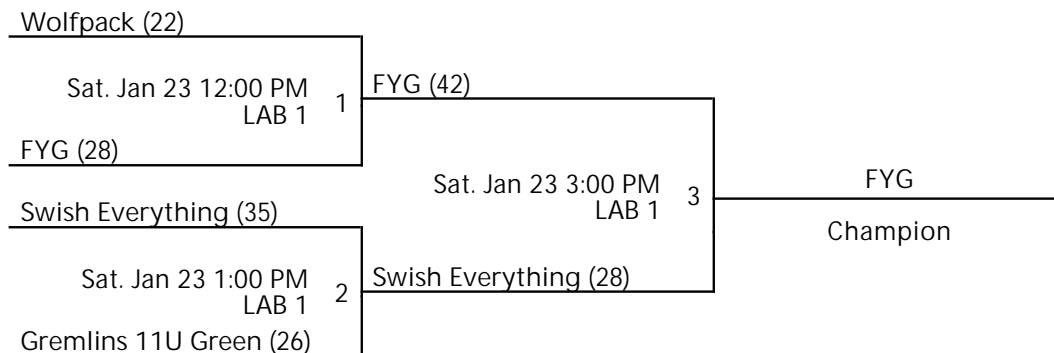 Wolfpack (22)
Sat. Jan 23 12:00 PM
LAB 1
1
FYG (42)
FYG (28)
Sat. Jan 23 3:00 PM
LAB 1
3
FYG
Champion
Swish Everything (35)
Sat. Jan 23 1:00 PM
LAB 1
2
Swish Everything (28)
Gremlins 11U Green (26)